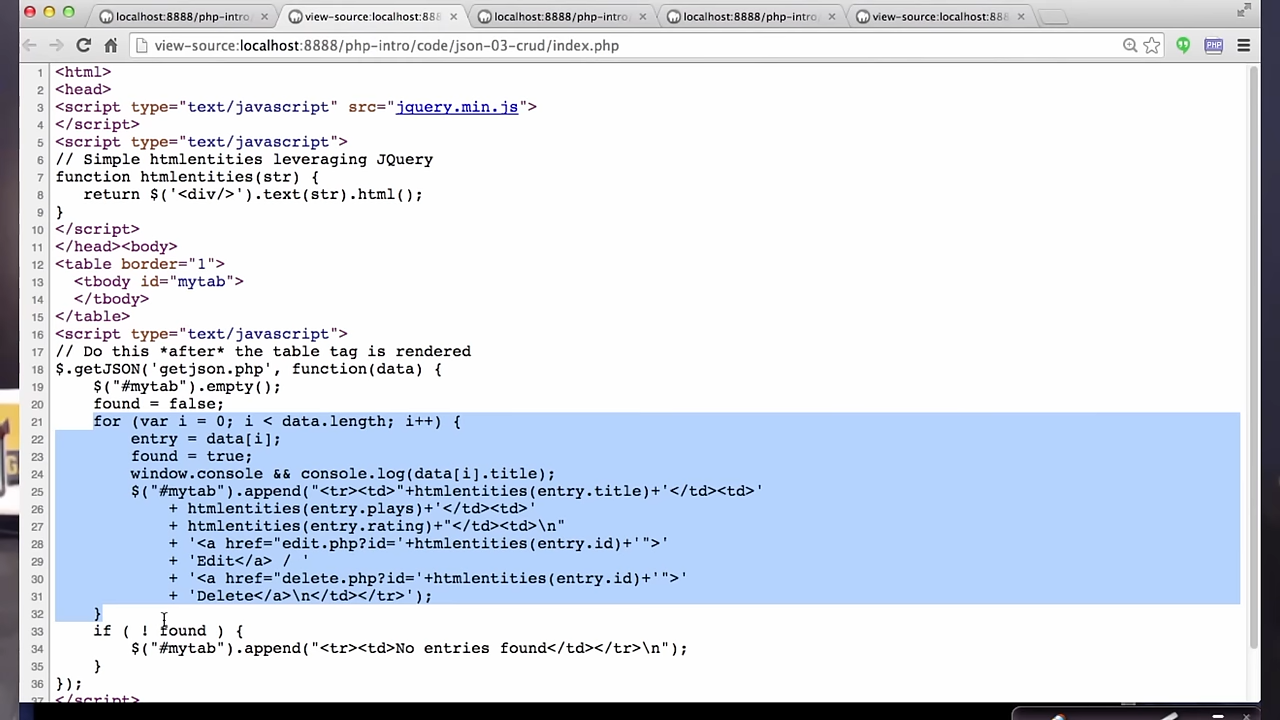 localhost:8888/php-intro/ ×
view-source:localhost:888 ×
localhost:8888/php-intro/ ×
localhost:8888/php-intro/ ×
view-source:localhost:888 ×
view-source:localhost:8888/php-intro/code/json-03-crud/index.php
PHP
1 <html>
2 <head>
3 <script type="text/javascript" src="jquery.min.js">
4 </script>
5 <script type="text/javascript">
6 // Simple htmlentities leveraging JQuery
7 function htmlentities(str) {
8    return $('<div/>').text(str).html();
9 }
10 </script>
11 </head><body>
12 <table border="1">
13   <tbody id="mytab">
14   </tbody>
15 </table>
16 <script type="text/javascript">
17 // Do this *after* the table tag is rendered
18 $.getJSON('getjson.php', function(data) {
19     $("#mytab").empty();
20     found = false;
21     for (var i = 0; i < data.length; i++) {
22         entry = data[i];
23         found = true;
24         window.console && console.log(data[i].title);
25         $("#mytab").append("<tr><td>"+htmlentities(entry.title)+'</td><td>'
26             + htmlentities(entry.plays)+'</td><td>'
27             + htmlentities(entry.rating)+"</td><td>\n"
28             + '<a href="edit.php?id='+htmlentities(entry.id)+'">'
29             + 'Edit</a> / '
30             + '<a href="delete.php?id='+htmlentities(entry.id)+'">'
31             + 'Delete</a>\n</td></tr>');
32     }
33     if ( ! found ) {
34         $("#mytab").append("<tr><td>No entries found</td></tr>\n");
35     }
36 });
37 </script>